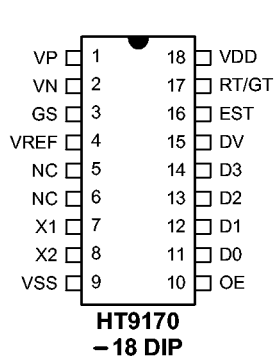 VP 1 18 VDD
VN 2 17 RT/GT
GS 3 16 EST
VREF 4 15 DV
NC 5 14 D3
NC 6 13 D2
X1 7 12 D1
X2 8 11 D0
VSS 9 10 OE
HT9170
– 18 DIP